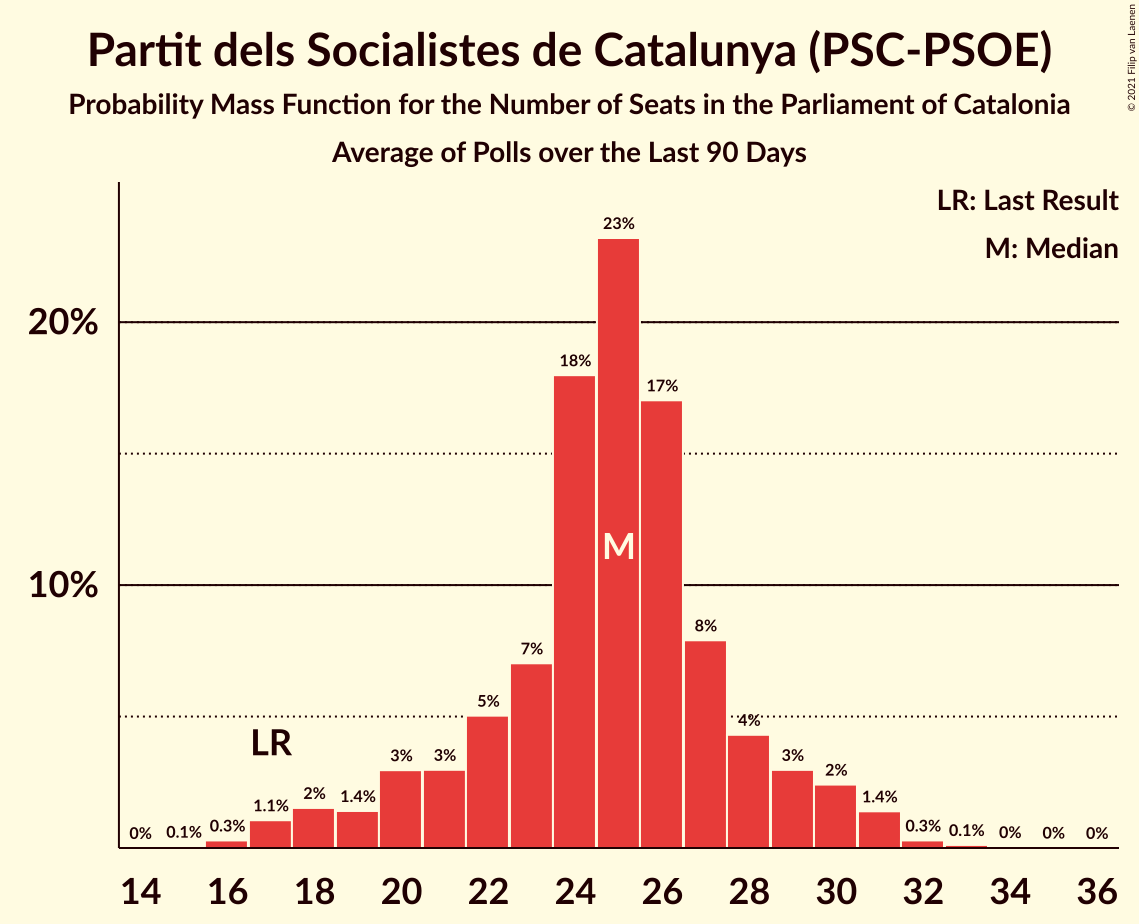 Partit dels Socialistes de Catalunya (PSC-PSOE)
Probability Mass Function for the Number of Seats in the Parliament of Catalonia
Average of Polls over the Last 90 Days
© 2021 Filip van Laenen
LR: Last Result
M: Median
20%
10%
0% 0.1% 0.3% 1.1% 2% 1.4% 3% 3% 5% 7% 18% 23% 17% 8% 4% 3% 2% 1.4% 0.3% 0.1% 0% 0% 0%
LR
M
14 16 18 20 22 24 26 28 30 32 34 36